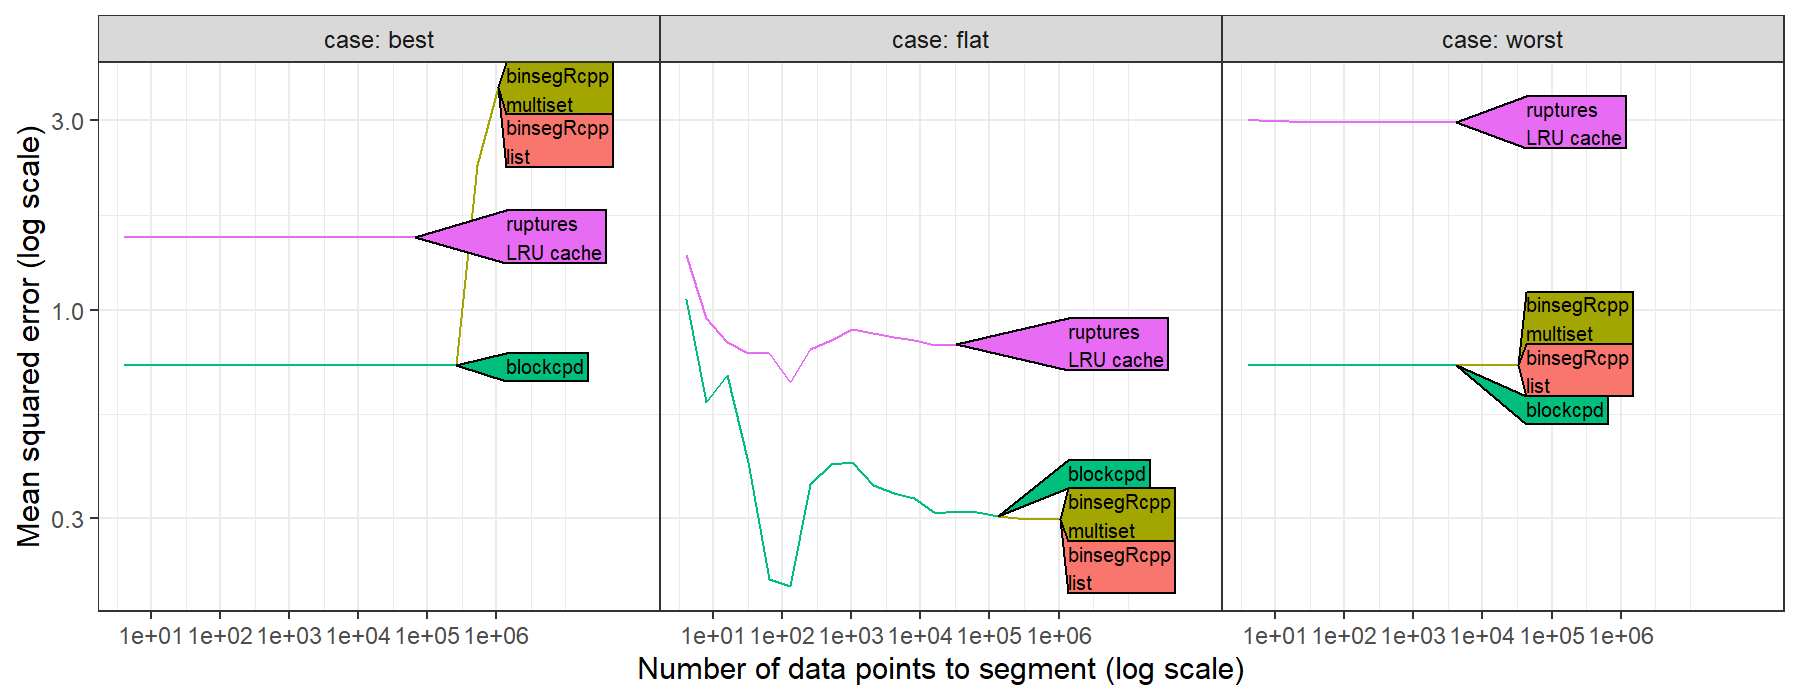 case: best
case: flat
case: worst
Mean squared error (log scale)
3.0
1.0
0.3
binsegRcpp
multiset
binsegRcpp
list
ruptures
LRU cache
blockcpd
ruptures
LRU cache
blockcpd
binsegRcpp
multiset
binsegRcpp
list
ruptures
LRU cache
binsegRcpp
multiset
binsegRcpp
list
blockcpd
1e+01 1e+02 1e+03 1e+04 1e+05 1e+06
1e+01 1e+02 1e+03 1e+04 1e+05 1e+06
1e+01 1e+02 1e+03 1e+04 1e+05 1e+06
Number of data points to segment (log scale)